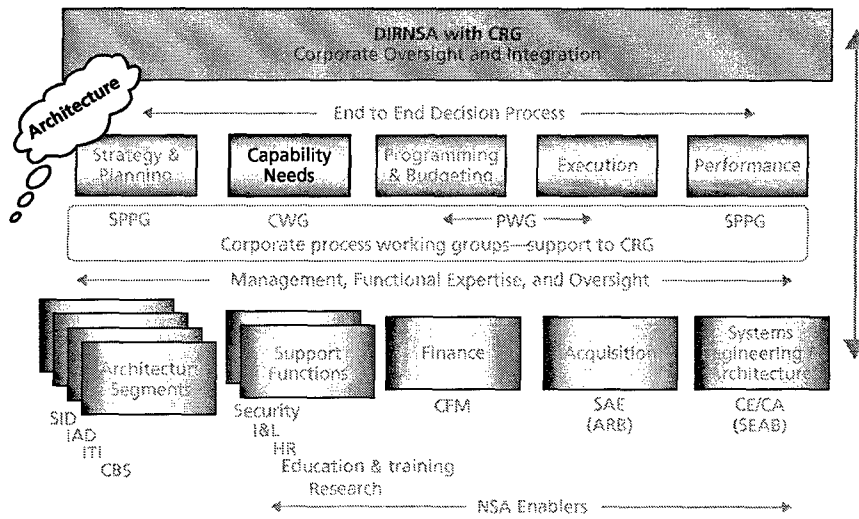 DIRNSA with CRG
Corporate Oversight and Integration
Architecture
End to End Decision Process
Strategy &
Planning
Capability
Needs
Programming
& Budgeting
Execution
Performance
SPPG
CWG
PWG
SPPG
Corporate process working groups—support to CRG
Management, Functional Expertise, and Oversight
Architectur
Segments
Support
Functions
Finance
Acquisition
Systems
gineering
rchitecture
SID
IAD
ITI
CBS
Security
I&L
HR
Education & training
Research
CFM
SAE
(ARB)
CE/CA
(SEAB)
NSA Enablers